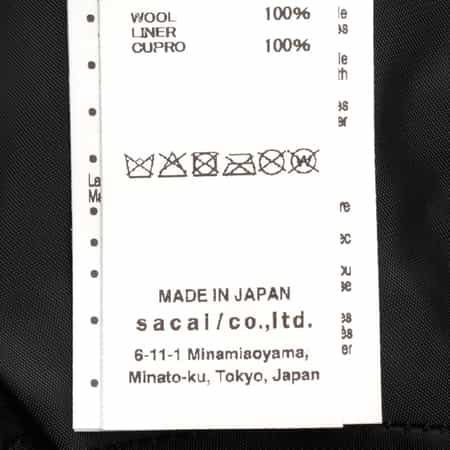 WOOL 100%
LINER
CUPRO 100%
W
MADE IN JAPAN
sacai/co.,ltd.
6-11-1 Minamiaoyama,
Minato-ku, Tokyo, Japan